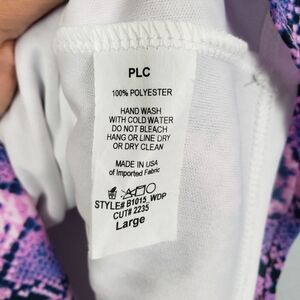 PLC
100% POLYESTER
HAND WASH
WITH COLD WATER
DO NOT BLEACH
HANG OR LINE DRY
OR DRY CLEAN
MADE IN USA
of Imported Fabric
STYLE# B1015_WDP
CUT# 2235
Large